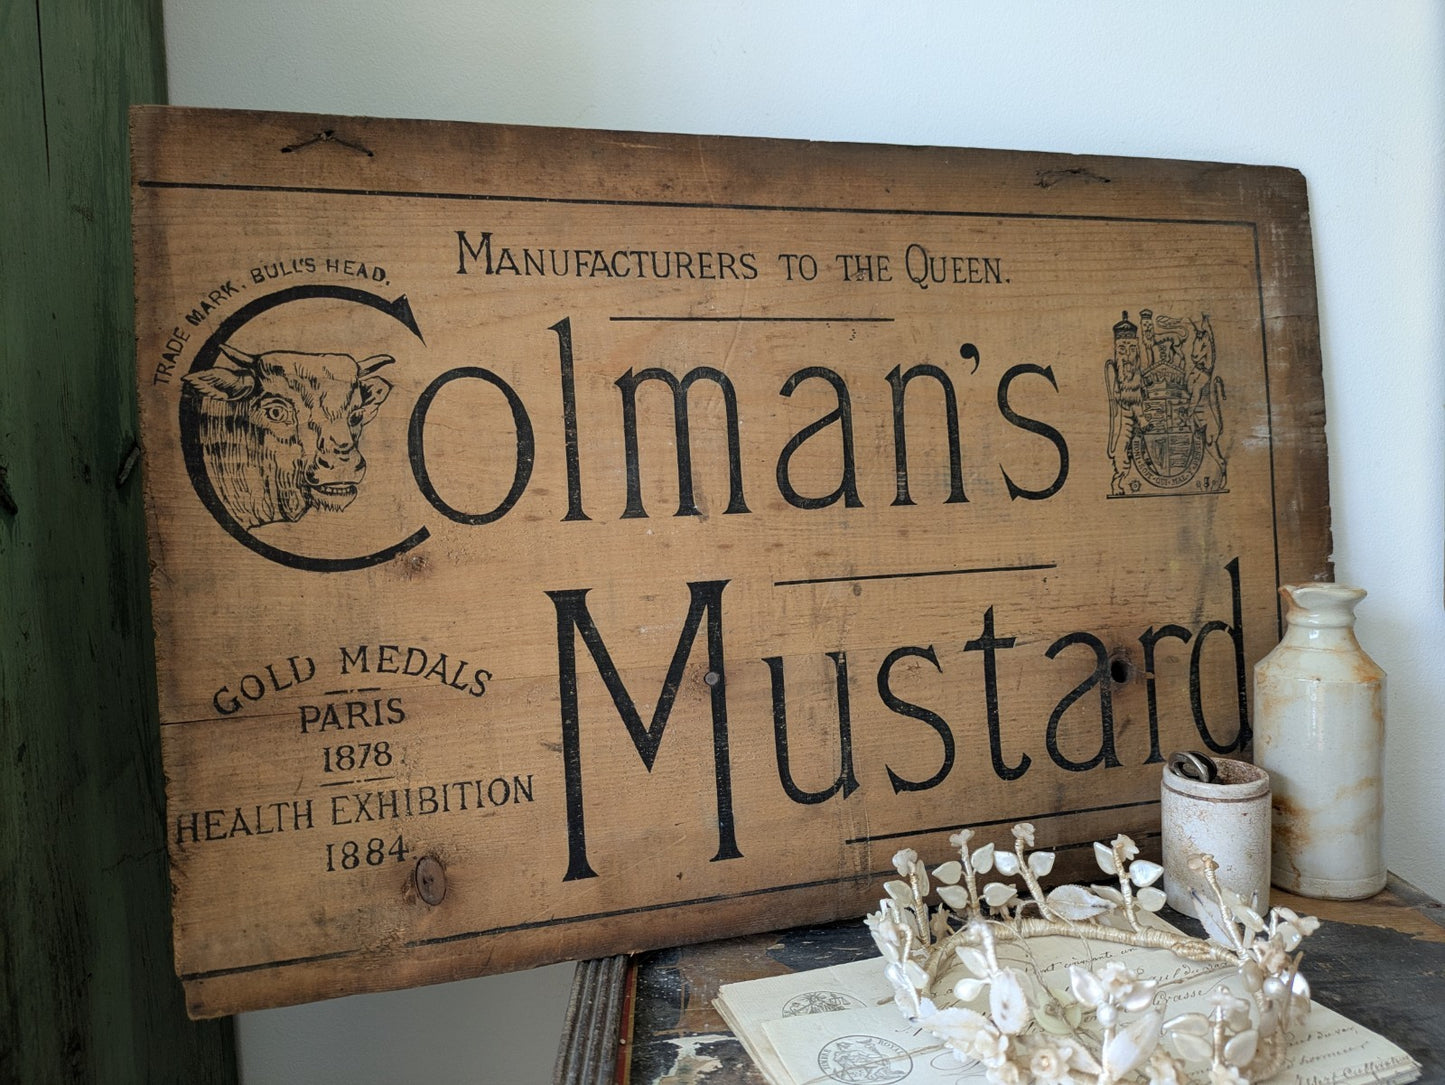 MANUFACTURERS TO THE QUEEN.
TRADE MARK. BULL'S HEAD.
Colman's
Mustard
GOLD MEDALS
PARIS
1878
HEALTH EXHIBITION
1884.